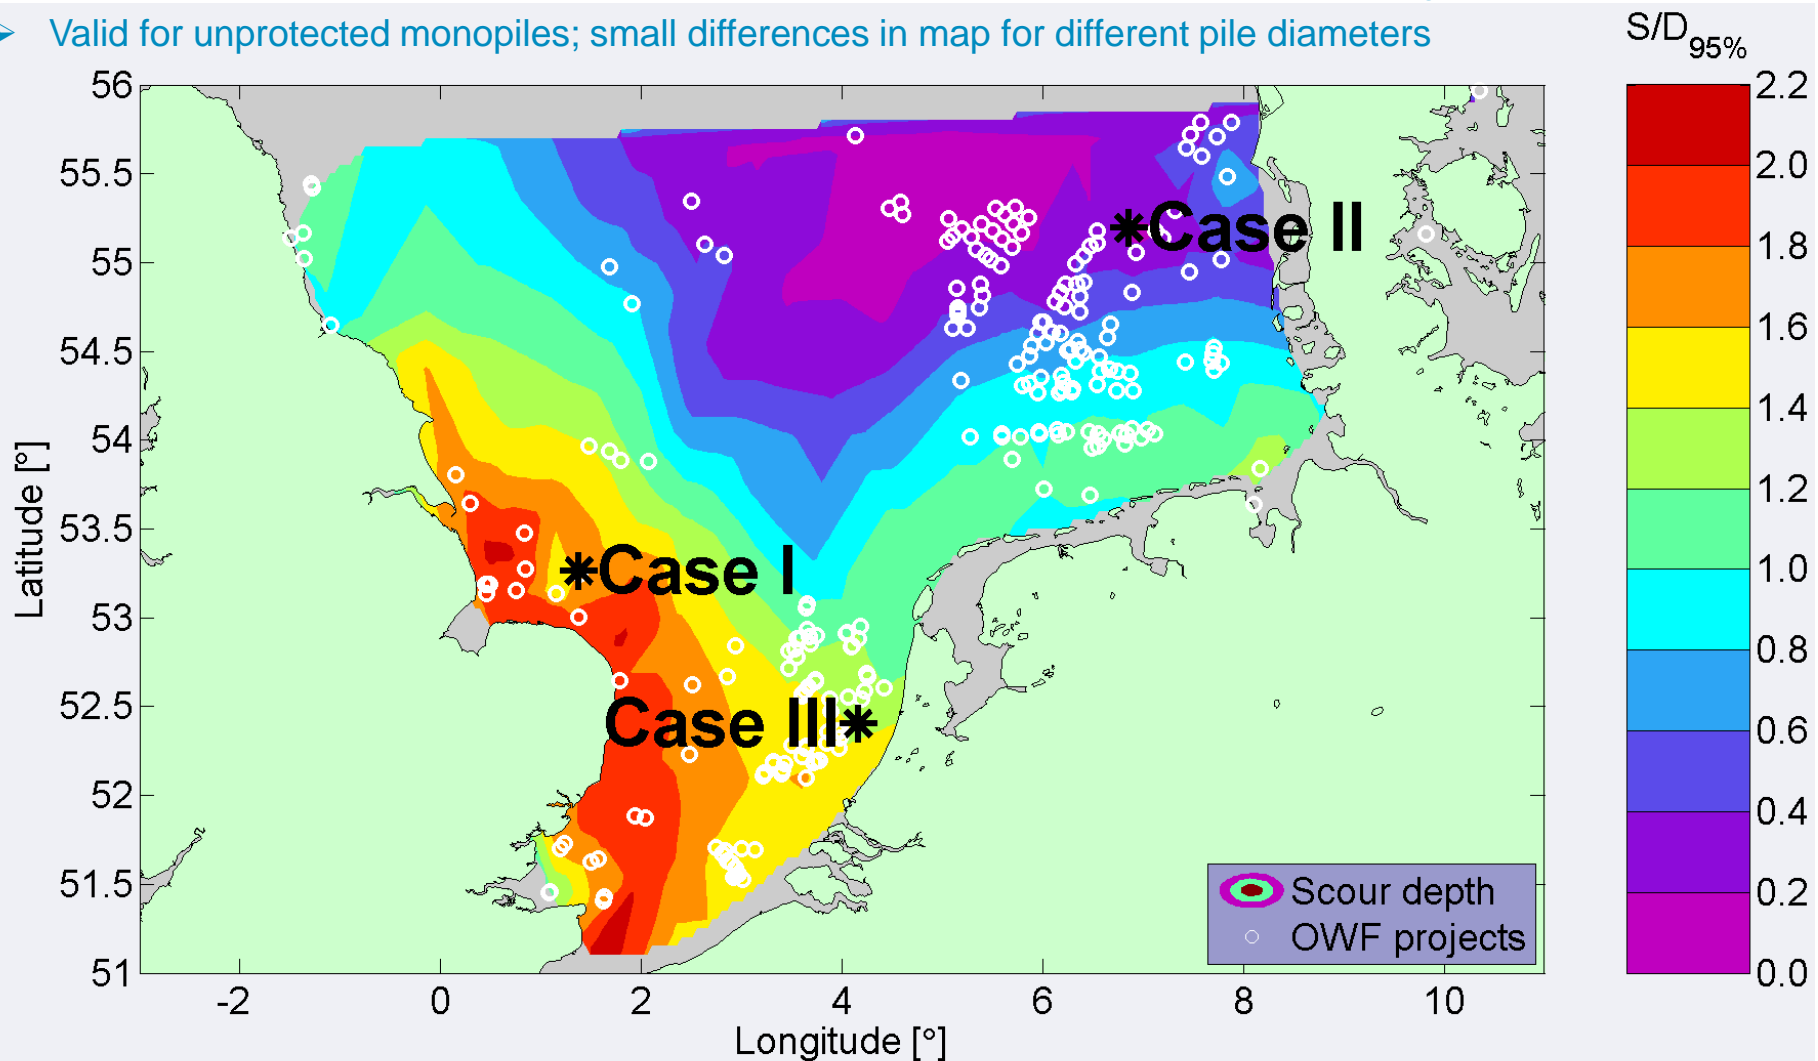 ➢ Valid for unprotected monopiles; small differences in map for different pile diameters
S/D95%
56
55.5
55
54.5
54
53.5
53
52.5
52
51.5
51
Latitude [°]
-2 0 2 4 6 8 10
Longitude [°]
Case II
Case I
Case III
Scour depth
OWF projects
2.2
2.0
1.8
1.6
1.4
1.2
1.0
0.8
0.6
0.4
0.2
0.0